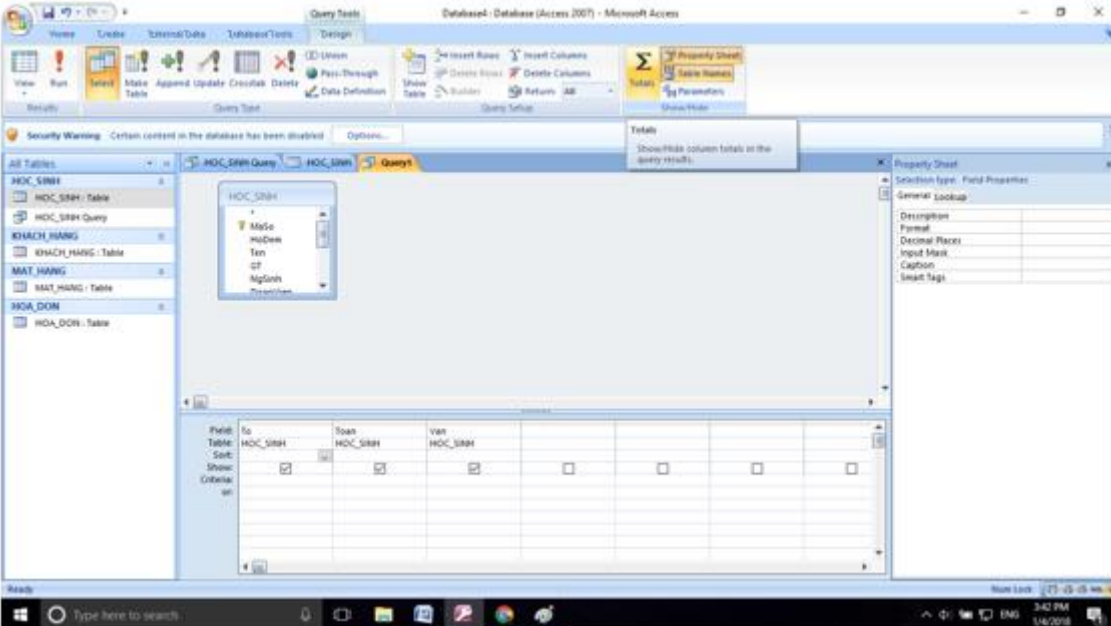 Query Tools
Database4 : Database (Access 2007) - Microsoft Access
Home Create External Data Database Tools Design
View Run Select Make Table Append Update Crosstab Delete
Union
Pass-Through
Data Definition
Show Table
Insert Rows
Delete Rows
Builder
Insert Columns
Delete Columns
Return: All
Totals
Property Sheet
Table Names
Parameters
Results Query Type Query Setup Show/Hide
Security Warning Certain content in the database has been disabled Options...
Totals
Show/Hide column totals in the
query results.
All Tables
HOC_SINH
HOC_SINH : Table
HOC_SINH Query
KHACH_HANG
KHACH_HANG : Table
MAT_HANG
MAT_HANG : Table
HOA_DON
HOA_DON : Table
HOC_SINH Query HOC_SINH Query1
HOC_SINH
*
MaSo
HoDem
Ten
GT
NgSinh
Property Sheet
Selection type: Field Properties
General Lookup
Description
Format
Decimal Places
Input Mask
Caption
Smart Tags
Field: To Toan Van
Table: HOC_SINH HOC_SINH HOC_SINH
Sort:
Show:
Criteria:
or:
Ready
Num Lock
Type here to search
ENG
3:42 PM
1/4/2018